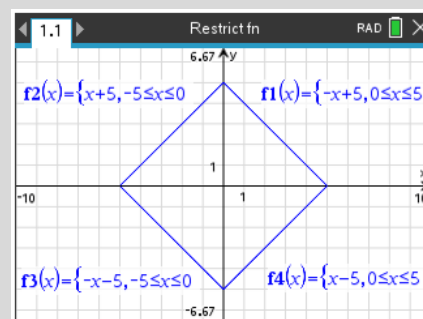 1.1 Restrict fn RAD
6.67 y
f2(x)={x+5,-5≤x≤0 f1(x)={-x+5,0≤x≤5
1
x
-10 1 10
f3(x)={-x-5,-5≤x≤0 f4(x)={x-5,0≤x≤5
-6.67